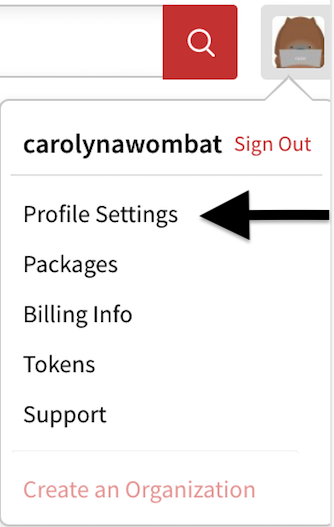 carolynawombat Sign Out
Profile Settings
Packages
Billing Info
Tokens
Support
Create an Organization